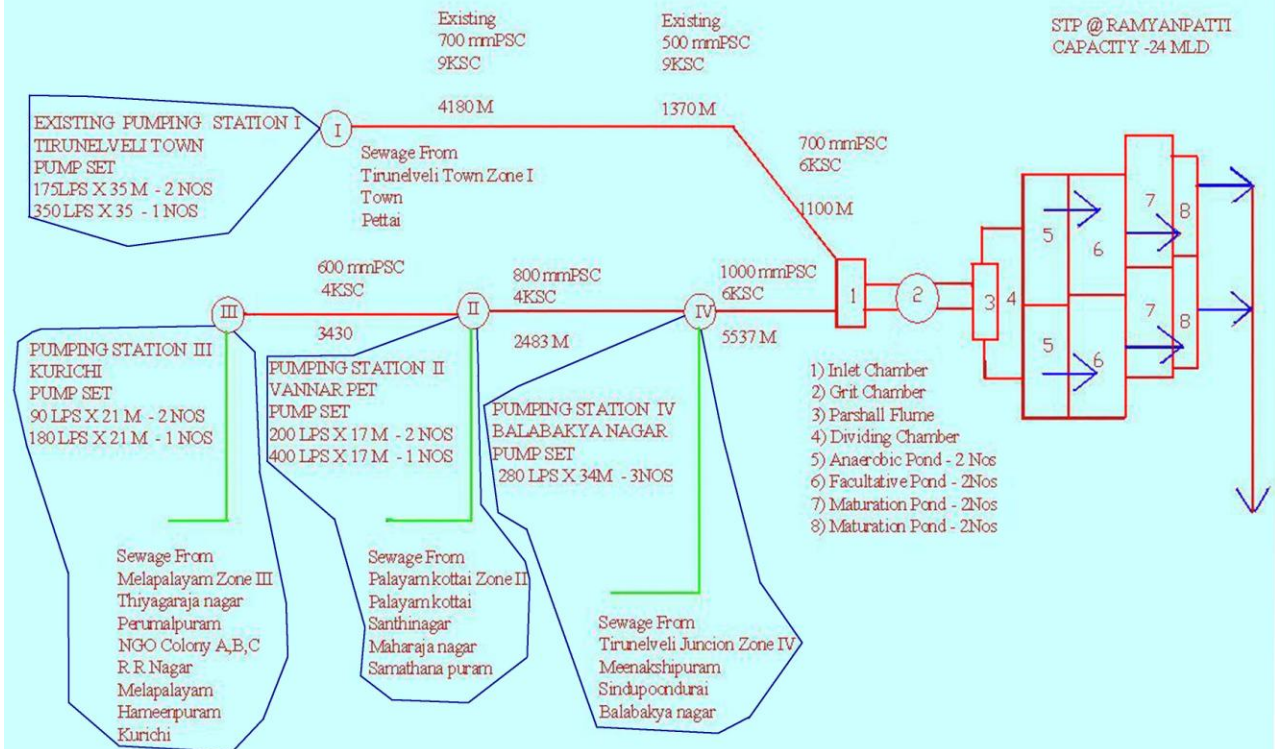 Existing
700 mmPSC
9KSC
4180 M
Existing
500 mmPSC
9KSC
1370 M
STP @ RAMYANPATTI
CAPACITY -24 MLD
EXISTING PUMPING STATION I
TIRUNELVELI TOWN
PUMP SET
175LPS X 35 M - 2 NOS
350 LPS X 35 - 1 NOS
I
Sewage From
Tirunelveli Town Zone I
Town
Pettai
700 mmPSC
6KSC
1100 M
600 mmPSC
4KSC
3430
800 mmPSC
4KSC
2483 M
1000 mmPSC
6KSC
5537 M
III
II
IV
1
2
3
4
5
5
6
6
7
7
8
8
PUMPING STATION III
KURICHI
PUMP SET
90 LPS X 21 M - 2 NOS
180 LPS X 21 M - 1 NOS
PUMPING STATION II
VANNAR PET
PUMP SET
200 LPS X 17 M - 2 NOS
400 LPS X 17 M - 1 NOS
PUMPING STATION IV
BALABAKYA NAGAR
PUMP SET
280 LPS X 34M - 3NOS
1) Inlet Chamber
2) Grit Chamber
3) Parshall Flume
4) Dividing Chamber
5) Anaerobic Pond - 2 Nos
6) Facultative Pond - 2Nos
7) Maturation Pond - 2Nos
8) Maturation Pond - 2Nos
Sewage From
Melapalayam Zone III
Thiyagaraja nagar
Perumalpuram
NGO Colony A,B,C
R R Nagar
Melapalayam
Hameenpuram
Kurichi
Sewage From
Palayam kottai Zone II
Palayam kottai
Santhinagar
Maharaja nagar
Samathana puram
Sewage From
Tirunelveli Juncion Zone IV
Meenakshipuram
Sindupoondurai
Balabakya nagar